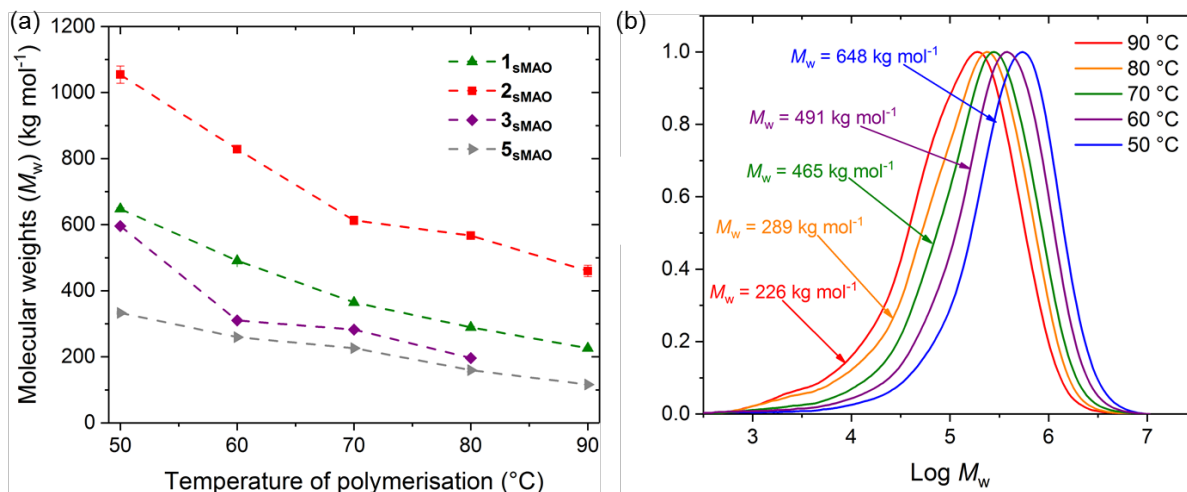 (a)
Molecular weights (Mw) (kg mol-1)
1200
1000
800
600
400
200
0
50
60
70
80
90
Temperature of polymerisation (°C)
1sMAO
2sMAO
3sMAO
5sMAO
(b)
1.0
0.8
0.6
0.4
0.2
0.0
3
4
5
6
7
Log Mw
Mw = 648 kg mol-1
Mw = 491 kg mol-1
Mw = 465 kg mol-1
Mw = 289 kg mol-1
Mw = 226 kg mol-1
90 °C
80 °C
70 °C
60 °C
50 °C